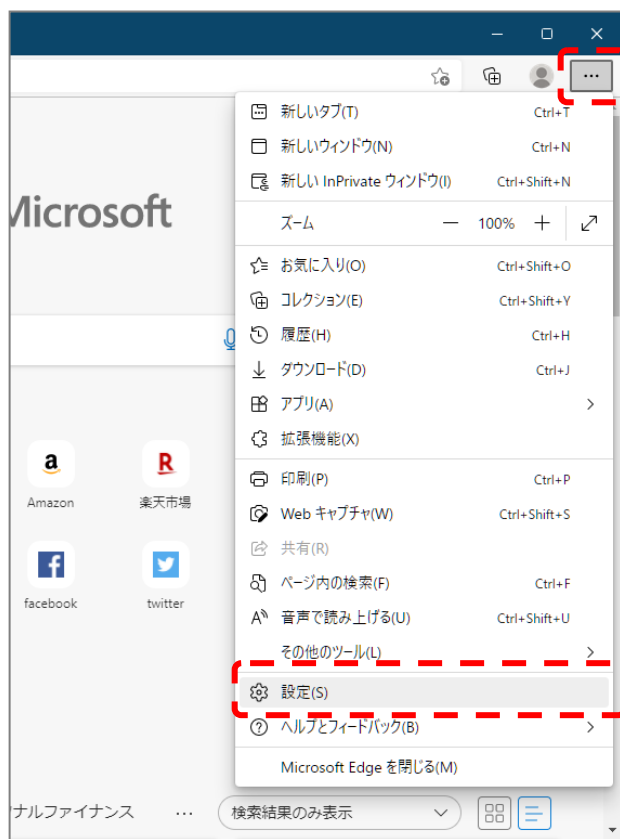 新しいタブ(T) Ctrl+T
新しいウィンドウ(N) Ctrl+N
新しい InPrivate ウィンドウ(I) Ctrl+Shift+N
Microsoft
ズーム 100%
お気に入り(O) Ctrl+Shift+O
コレクション(E) Ctrl+Shift+Y
履歴(H) Ctrl+H
ダウンロード(D) Ctrl+J
アプリ(A)
拡張機能(X)
印刷(P) Ctrl+P
Web キャプチャ(W) Ctrl+Shift+S
共有(R)
ページ内の検索(F) Ctrl+F
音声で読み上げる(U) Ctrl+Shift+U
その他のツール(L)
設定(S)
ヘルプとフィードバック(B)
Microsoft Edge を閉じる(M)
Amazon 楽天市場
facebook twitter
ナルファイナンス ... 検索結果のみ表示